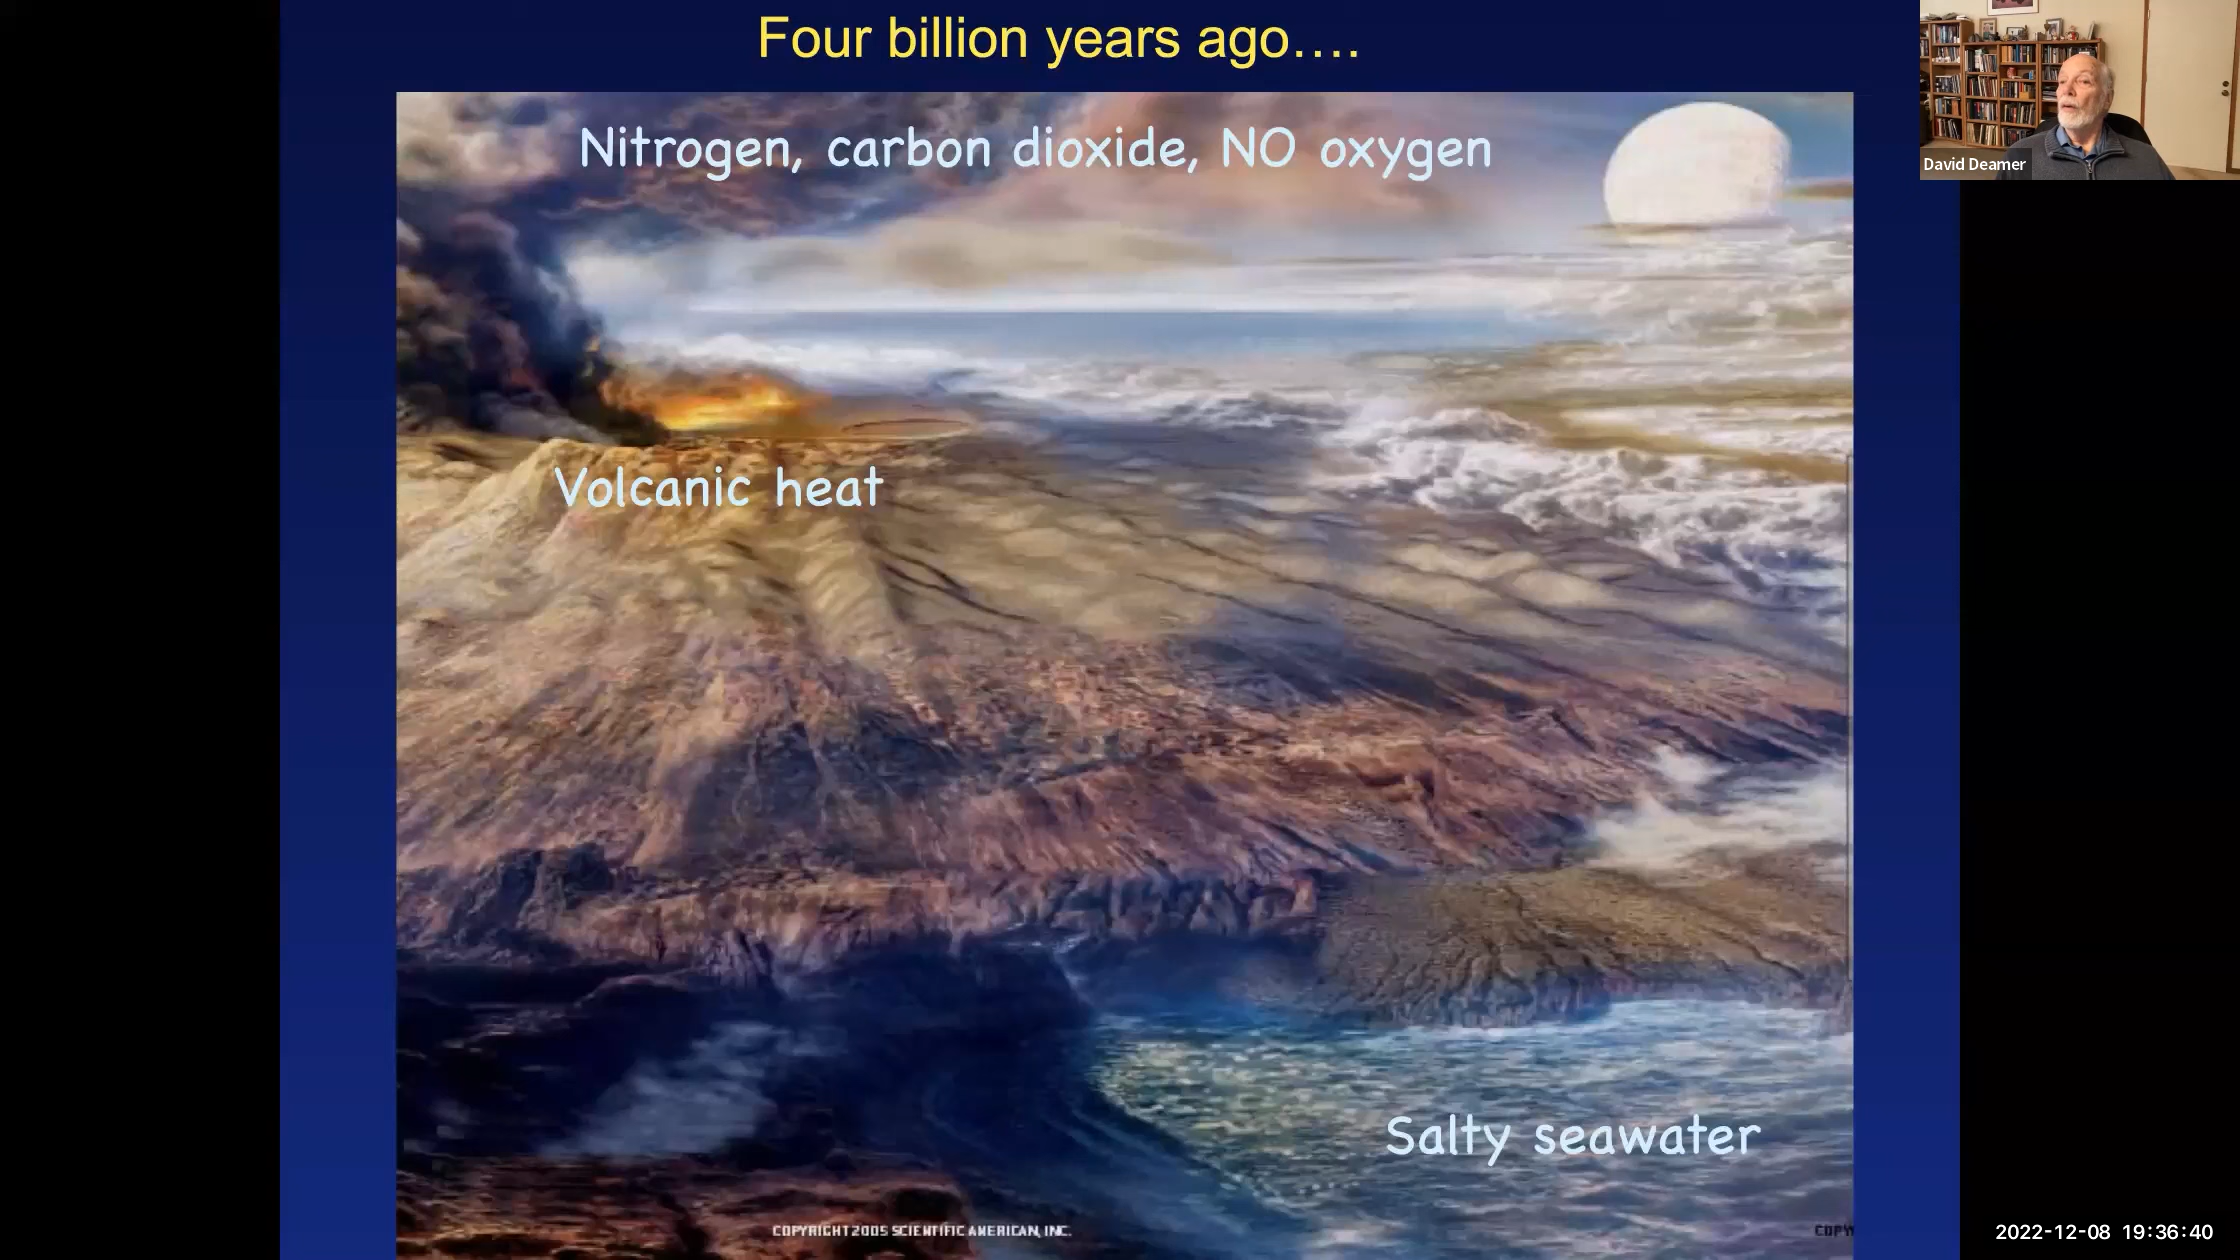 Four billion years ago....
Nitrogen, carbon dioxide, NO oxygen
David Deamer
Volcanic heat
Salty seawater
COPYRIGHT 2005 SCIENTIFIC AMERICAN, INC.
COPY
2022-12-08 19:36:40